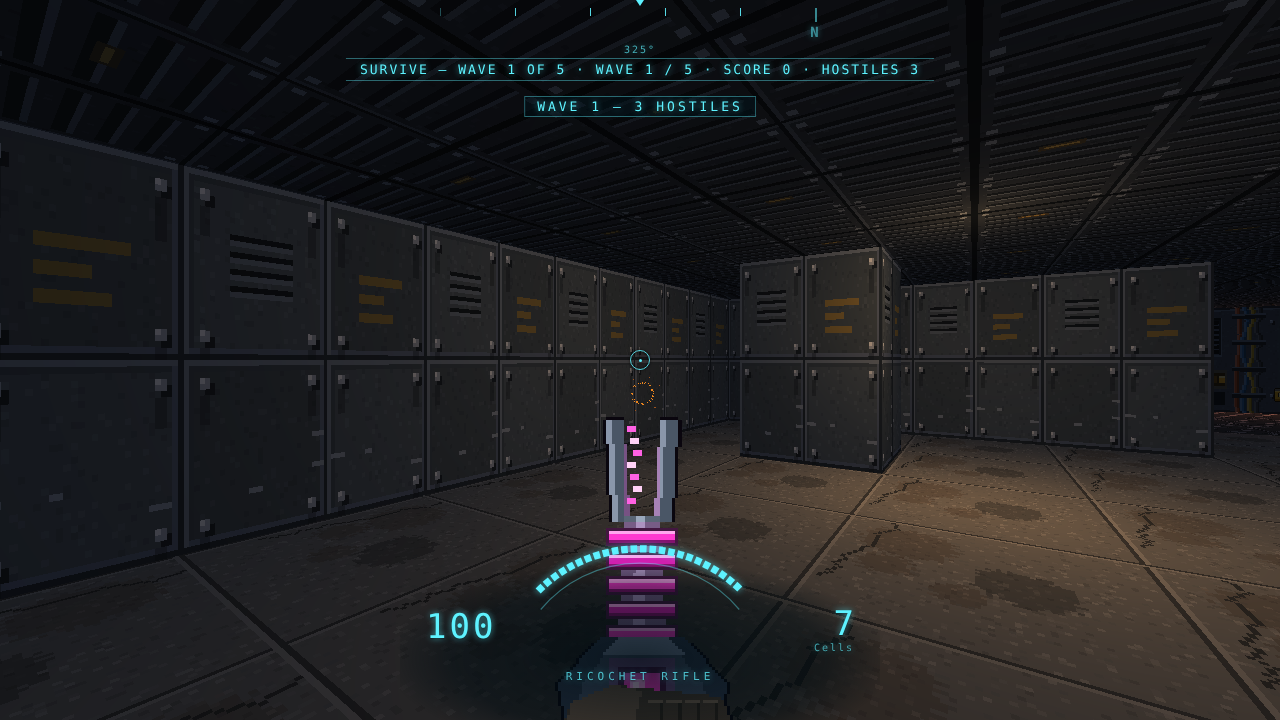 N
325°
SURVIVE — WAVE 1 OF 5 · WAVE 1 / 5 · SCORE 0 · HOSTILES 3
WAVE 1 — 3 HOSTILES
100
7
Cells
RICOCHET RIFLE